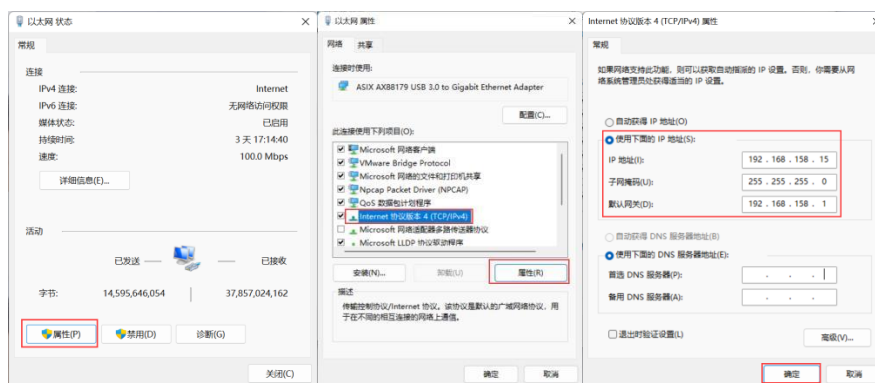 以太网 状态
常规
连接
IPv4 连接: Internet
IPv6 连接: 无网络访问权限
媒体状态: 已启用
持续时间: 3 天 17:14:40
速度: 100.0 Mbps
详细信息(E)...
活动
已发送 — — 已接收
字节: 14,595,646,054 | 37,857,024,162
属性(P) 禁用(D) 诊断(G)
关闭(C)
以太网 属性
网络 共享
连接时使用:
ASIX AX88179 USB 3.0 to Gigabit Ethernet Adapter
配置(C)...
此连接使用下列项目(O):
Microsoft 网络客户端
VMware Bridge Protocol
Microsoft 网络的文件和打印机共享
Npcap Packet Driver (NPCAP)
QoS 数据包计划程序
Internet 协议版本 4 (TCP/IPv4)
Microsoft 网络适配器多路传送器协议
Microsoft LLDP 协议驱动程序
安装(N)... 卸载(U) 属性(R)
描述
传输控制协议/Internet 协议。该协议是默认的广域网络协议，用
于在不同的相互连接的网络上通信。
确定 取消
Internet 协议版本 4 (TCP/IPv4) 属性
常规
如果网络支持此功能，则可以获取自动指派的 IP 设置。否则，你需要从网
络系统管理员处获得适当的 IP 设置。
自动获得 IP 地址(O)
使用下面的 IP 地址(S):
IP 地址(I): 192 . 168 . 158 . 15
子网掩码(U): 255 . 255 . 255 . 0
默认网关(D): 192 . 168 . 158 . 1
自动获得 DNS 服务器地址(B)
使用下面的 DNS 服务器地址(E):
首选 DNS 服务器(P): . . .
备用 DNS 服务器(A): . . .
退出时验证设置(L)
高级(V)...
确定 取消